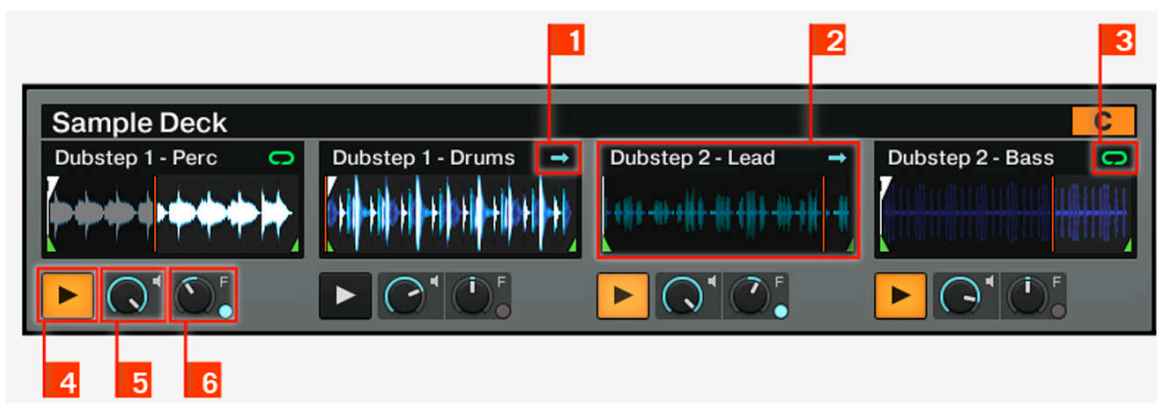 1 2 3
Sample Deck C
Dubstep 1 - Perc Dubstep 1 - Drums Dubstep 2 - Lead Dubstep 2 - Bass
F F F F
4 5 6